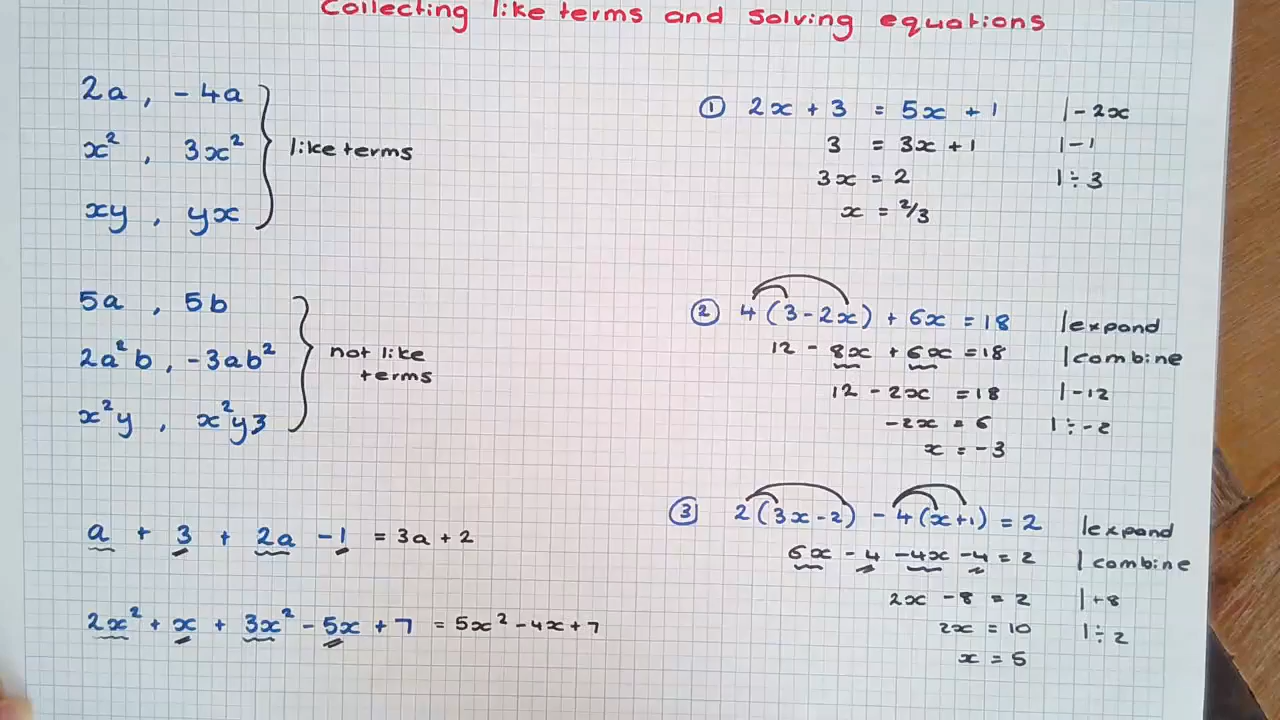 Collecting like terms and solving equations
2a , - 4a
x² , 3x²
xy , yx
like terms
5a , 5b
2a²b , -3ab²
x²y , x²y3
not like
terms
a + 3 + 2a - 1 = 3a + 2
2x² + x + 3x² - 5x + 7 = 5x² - 4x + 7
① 2x + 3 = 5x + 1 | - 2x
3 = 3x + 1 | - 1
3x = 2 | ÷ 3
x = 2/3
② 4 (3 - 2x) + 6x = 18 | expand
12 - 8x + 6x = 18 | combine
12 - 2x = 18 | - 12
-2x = 6 | ÷ -2
x = -3
③ 2 (3x - 2) - 4 (x + 1) = 2 | expand
6x - 4 - 4x - 4 = 2 | combine
2x - 8 = 2 | + 8
2x = 10 | ÷ 2
x = 5